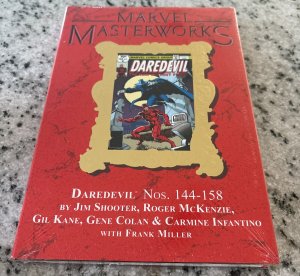 MARVEL
MASTERWORKS
DAREDEVIL
DAREDEVIL NOS. 144-158
BY JIM SHOOTER, ROGER MCKENZIE,
GIL KANE, GENE COLAN & CARMINE INFANTINO
WITH FRANK MILLER